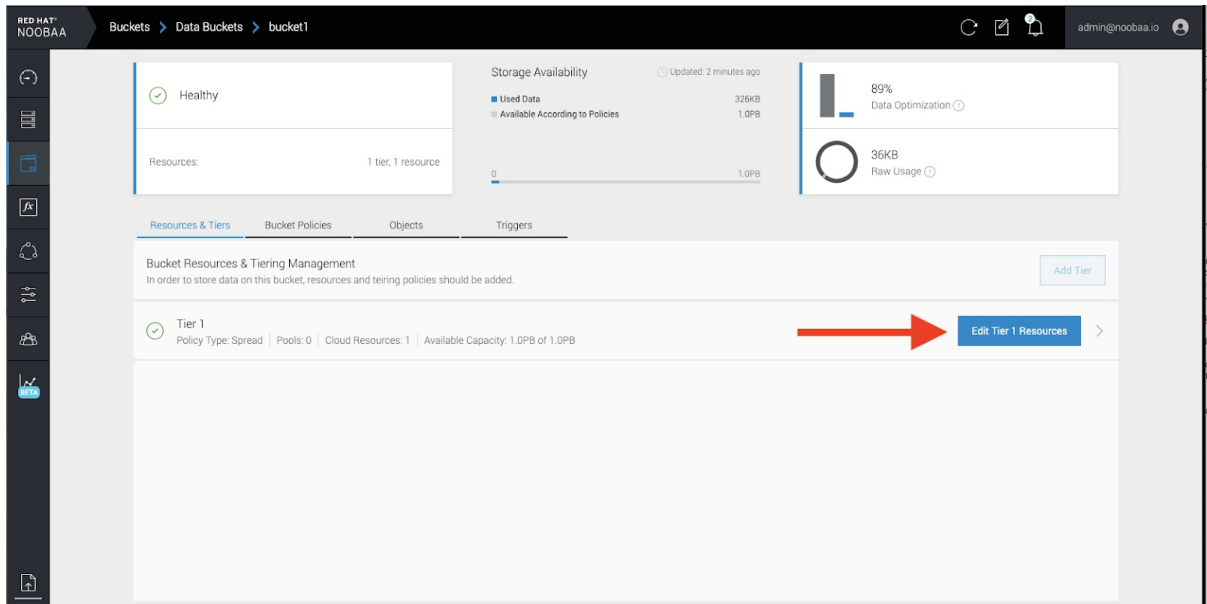 RED HAT®
NOOBAA
Buckets > Data Buckets > bucket1
2
admin@noobaa.io
Healthy
Resources: 1 tier, 1 resource
Storage Availability
Updated: 2 minutes ago
Used Data 326KB
Available According to Policies 1.0PB
0 1.0PB
89%
Data Optimization ?
36KB
Raw Usage ?
Resources & Tiers Bucket Policies Objects Triggers
Bucket Resources & Tiering Management
In order to store data on this bucket, resources and teiring policies should be added.
Add Tier
Tier 1
Policy Type: Spread | Pools: 0 | Cloud Resources: 1 | Available Capacity: 1.0PB of 1.0PB
Edit Tier 1 Resources
fx
BETA